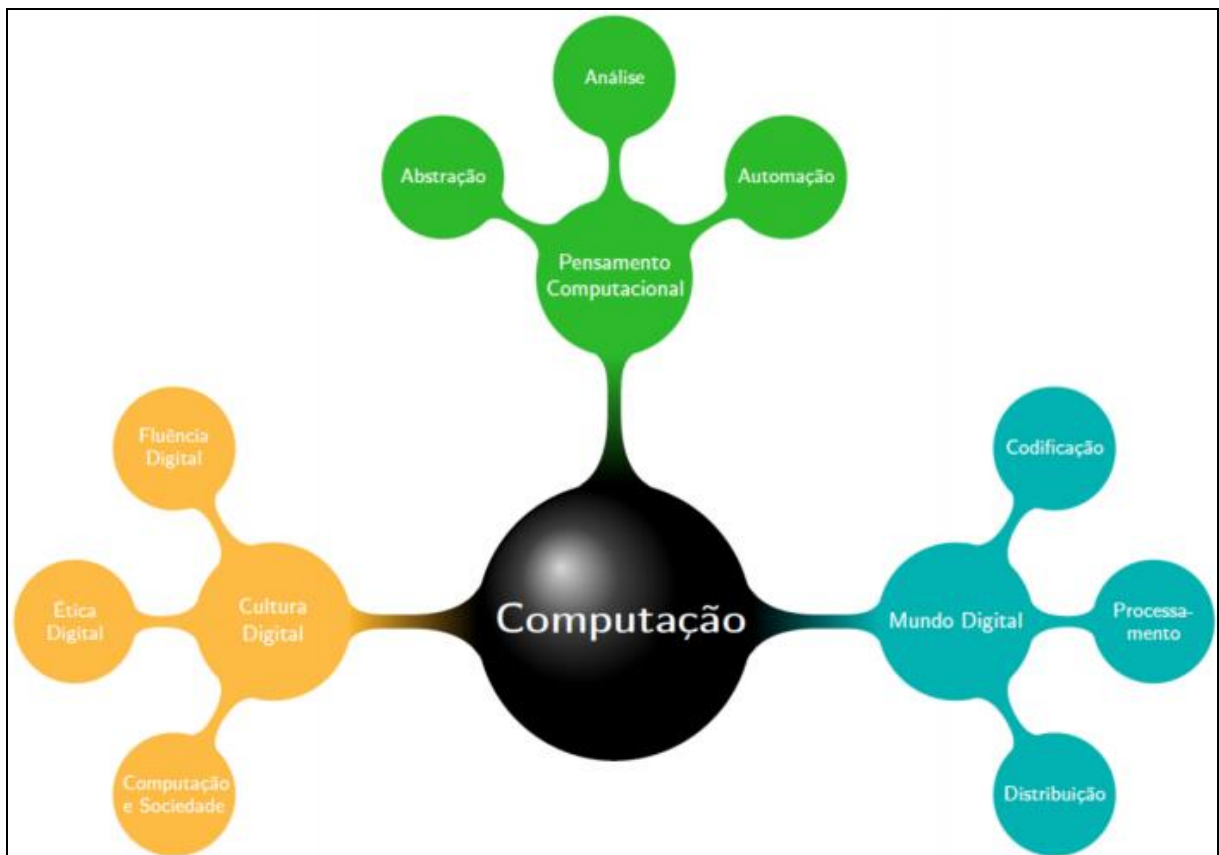 Análise
Abstração
Automação
Pensamento
Computacional
Fluência
Digital
Codificação
Ética
Digital
Cultura
Digital
Computação
Mundo Digital
Processa-
mento
Computação
e Sociedade
Distribuição